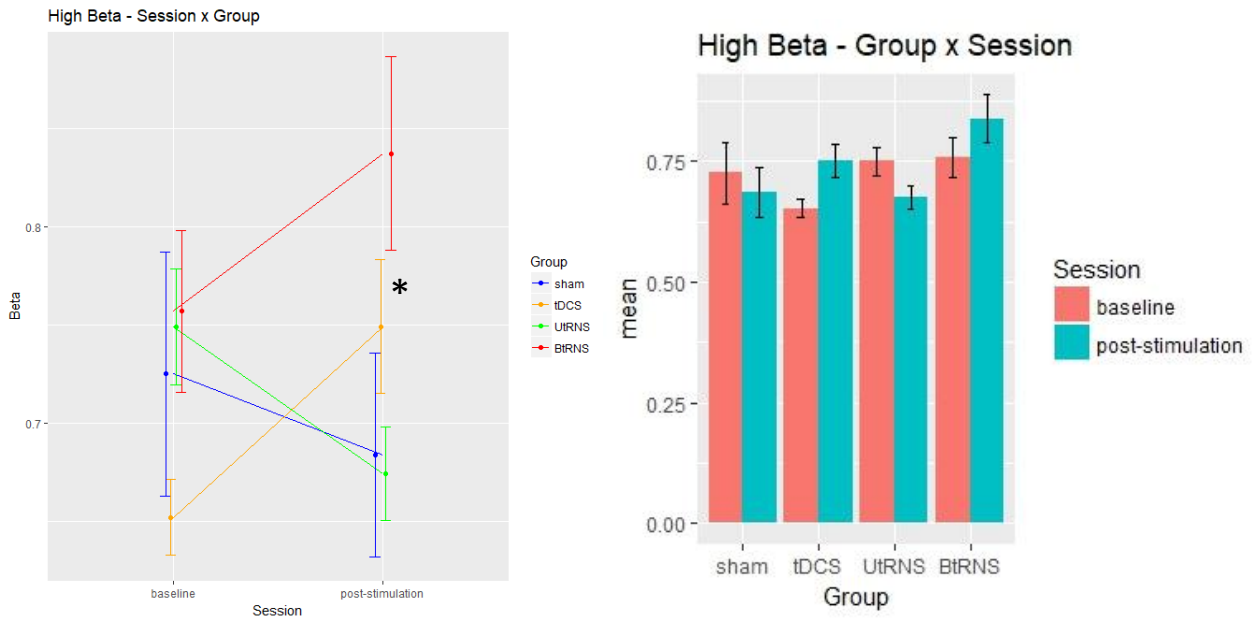 High Beta - Session x Group
0.8
0.7
Beta
*
baseline
post-stimulation
Session
Group
sham
tDCS
UtRNS
BtRNS
High Beta - Group x Session
0.75
0.50
0.25
0.00
mean
sham tDCS UtRNS BtRNS
Group
Session
baseline
post-stimulation